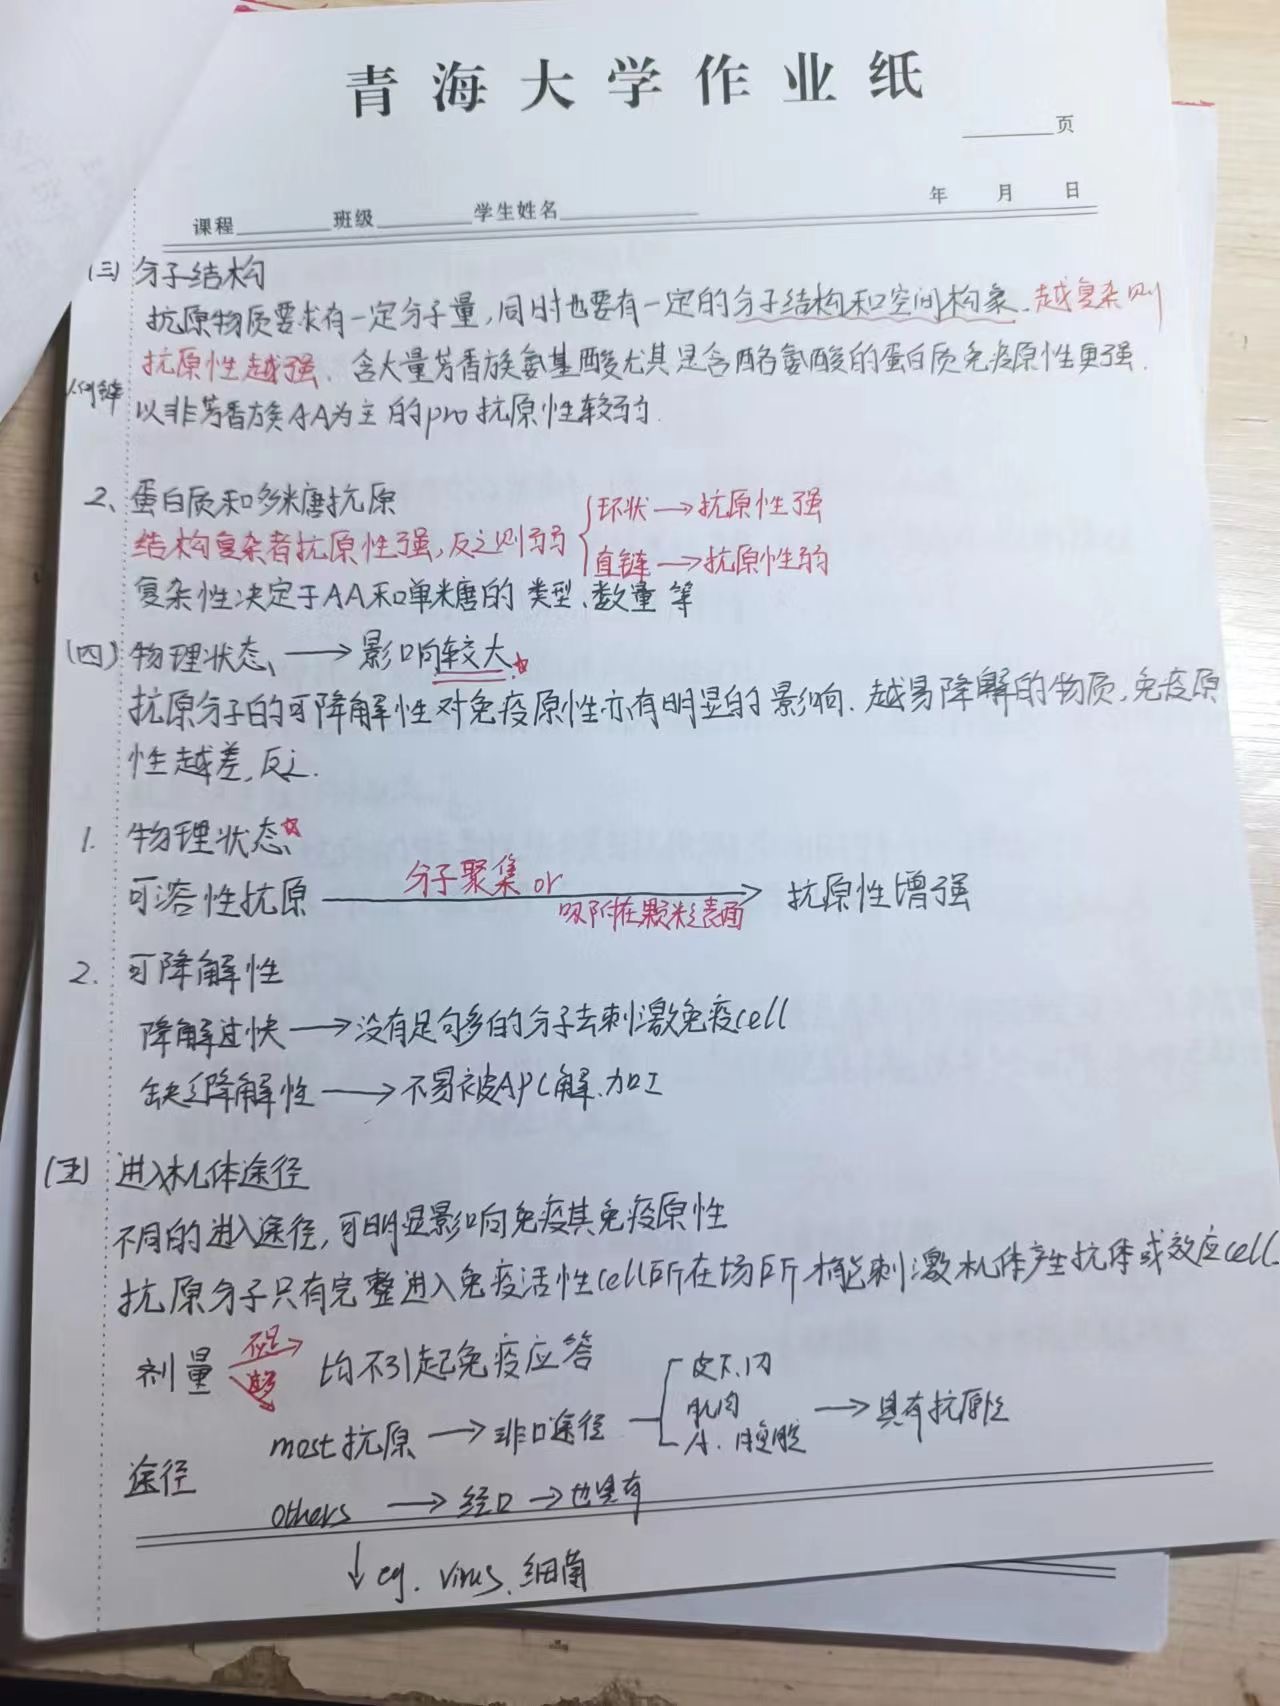 青海大学作业纸
页
年 月 日
课程 班级 学生姓名
(三) 分子结构
抗原物质要求有一定分子量,同时也要有一定的分子结构和空间构象.越复杂则
抗原性越强. 含大量芳香族氨基酸尤其是含酪氨酸的蛋白质免疫原性更强.
以非芳香族AA为主的pro抗原性较弱.
2、蛋白质和多糖抗原
结构复杂者抗原性强,反之则弱
环状→抗原性强
直链→抗原性弱
复杂性决定于AA和单糖的类型、数量等
(四) 物理状态 → 影响较大.☆
抗原分子的可降解性对免疫原性亦有明显的影响. 越易降解的物质,免疫原
性越差,反之.
1. 物理状态☆
可溶性抗原 分子聚集 or 吸附在颗粒表面 → 抗原性增强
2. 可降解性
降解过快→没有足够多的分子去刺激免疫cell
缺乏降解性→不易被APC解.加工
(五) 进入机体途径
不同的进入途径,可明显影响免疫其免疫原性
抗原分子只有完整进入免疫活性cell所在场所才能刺激机体产生抗体或效应cell.
剂量 均不引起免疫应答
途径
most抗原→非口途径
皮下、内
肌肉
腹腔
→具有抗原性
others → 经口→也具有
↓ eg. virus、细菌